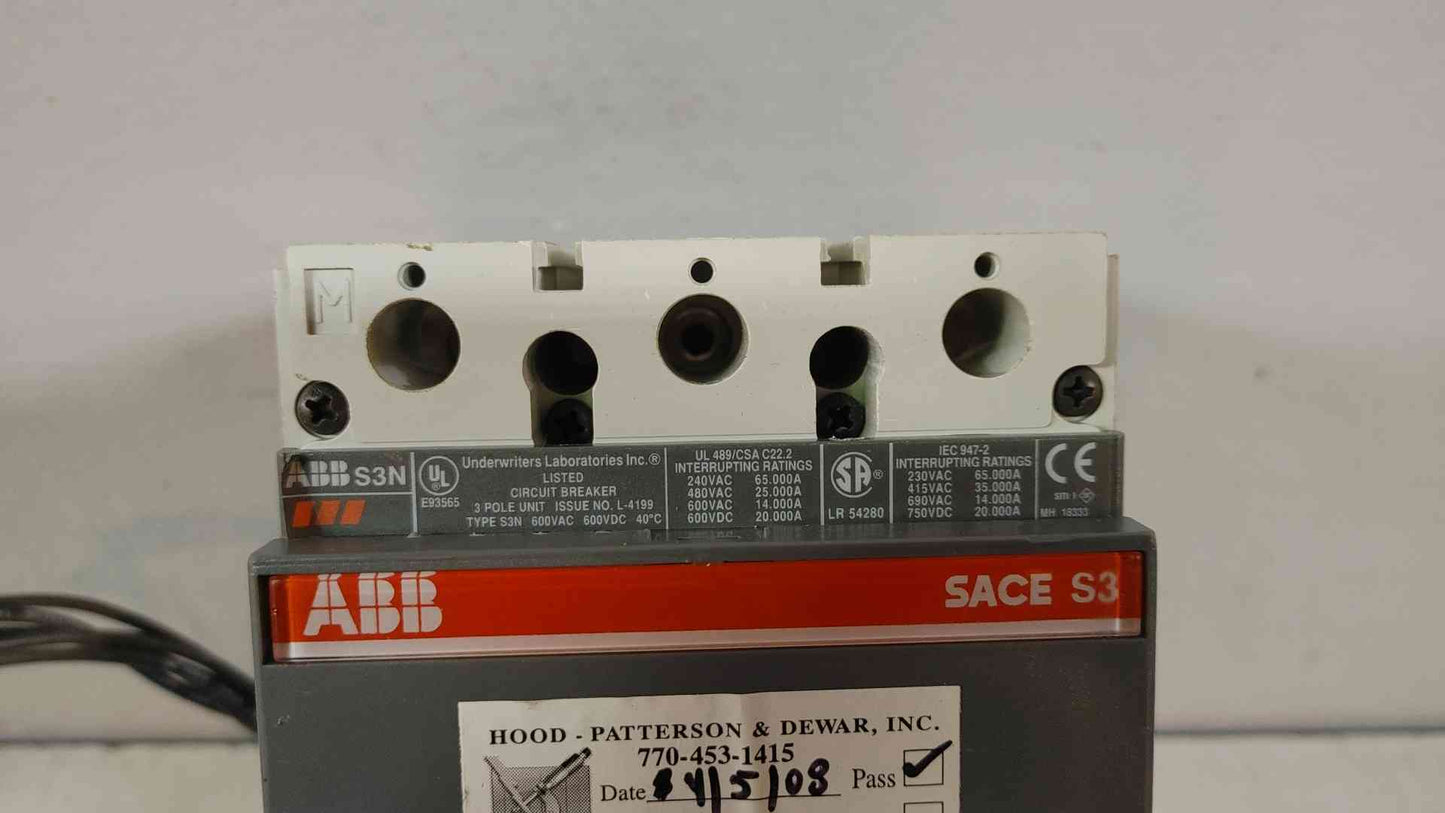 M
ABB S3N
UL
®
E93565
Underwriters Laboratories Inc.®
LISTED
CIRCUIT BREAKER
3 POLE UNIT ISSUE NO. L-4199
TYPE S3N 600VAC 600VDC 40°C
UL 489/CSA C22.2
INTERRUPTING RATINGS
240VAC 65.000A
480VAC 25.000A
600VAC 14.000A
600VDC 20.000A
SA ®
LR 54280
IEC 947-2
INTERRUPTING RATINGS
230VAC 65.000A
415VAC 35.000A
690VAC 14.000A
750VDC 20.000A
CE
MH 18333
ABB
SACE S3
HOOD - PATTERSON & DEWAR, INC.
770-453-1415
Date 4/5/08 Pass ✓